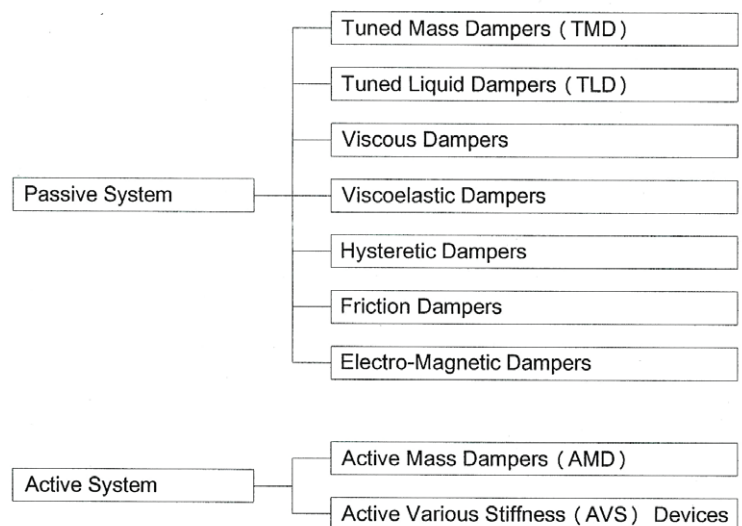 Tuned Mass Dampers ( TMD )
Tuned Liquid Dampers ( TLD )
Viscous Dampers
Passive System
Viscoelastic Dampers
Hysteretic Dampers
Friction Dampers
Electro-Magnetic Dampers
Active Mass Dampers ( AMD )
Active System
Active Various Stiffness ( AVS ) Devices